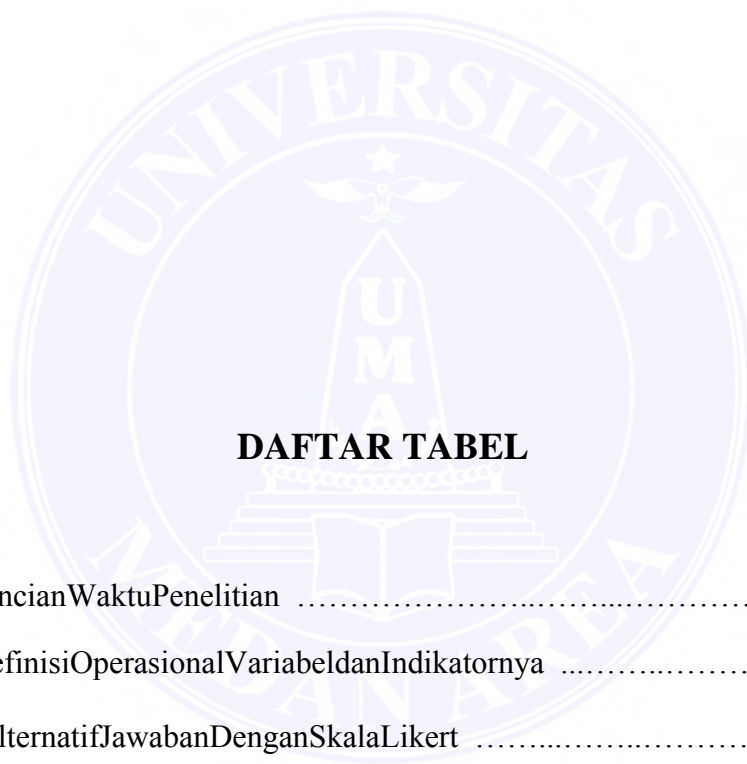 UNIVERSITAS
U
M
A
DAFTAR TABEL
ncianWaktuPenelitian …………………..……...…………
efinisiOperasionalVariabeldanIndikatornya ...……..………
lternatifJawabanDenganSkalaLikert ……...……..…………
MEDAN AREA